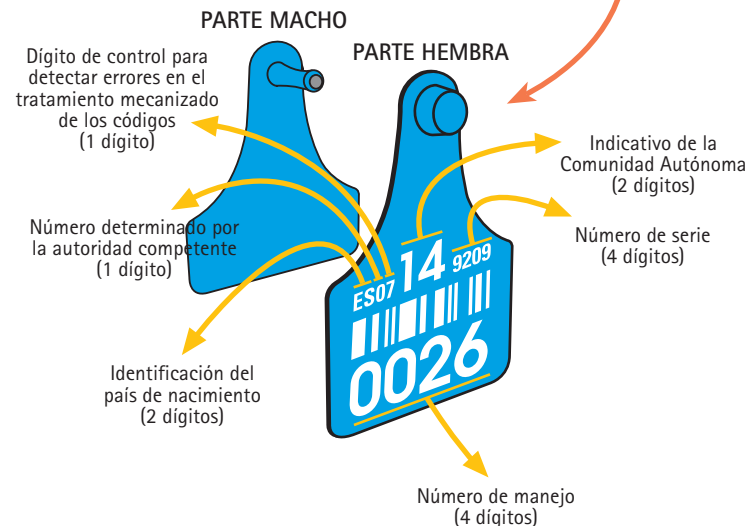 PARTE MACHO
Dígito de control para
detectar errores en el
tratamiento mecanizado
de los códigos
(1 dígito)
PARTE HEMBRA
Indicativo de la
Comunidad Autónoma
(2 dígitos)
Número determinado por
la autoridad competente
(1 dígito)
Número de serie
(4 dígitos)
ES07 14 9209
0026
Identificación del
país de nacimiento
(2 dígitos)
Número de manejo
(4 dígitos)